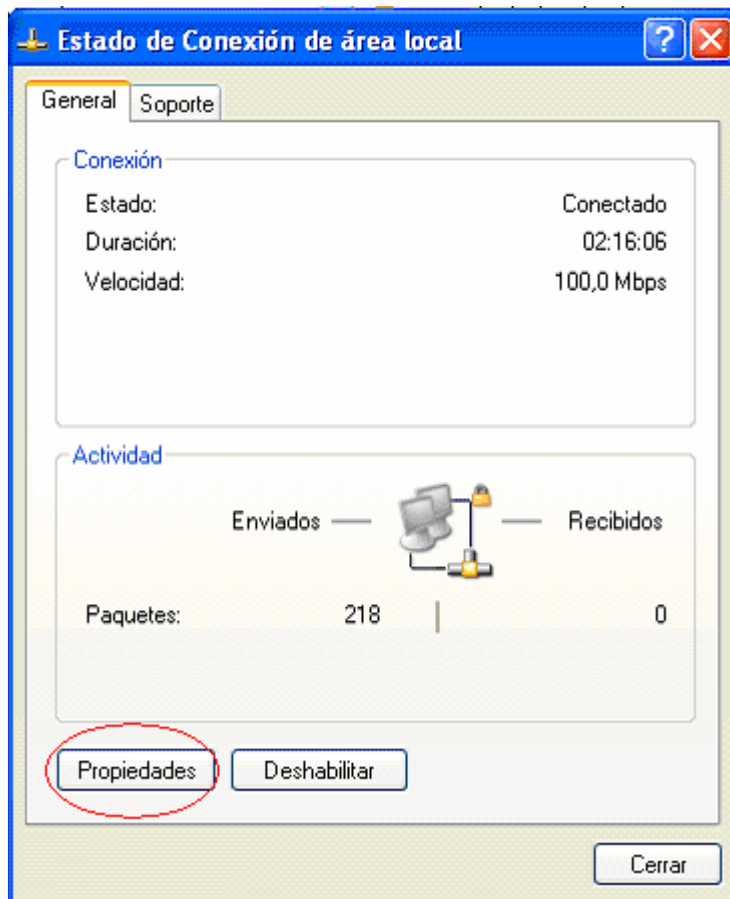 Estado de Conexión de área local
General Soporte
Conexión
Estado: Conectado
Duración: 02:16:06
Velocidad: 100,0 Mbps
Actividad
Enviados Recibidos
Paquetes: 218 0
Propiedades Deshabilitar
Cerrar